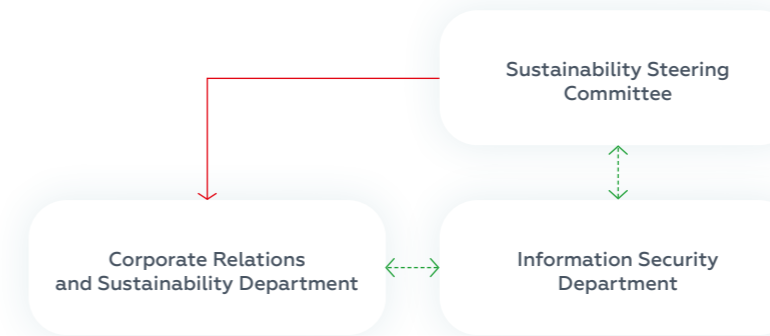 Sustainability Steering
Committee
Corporate Relations
and Sustainability Department
Information Security
Department